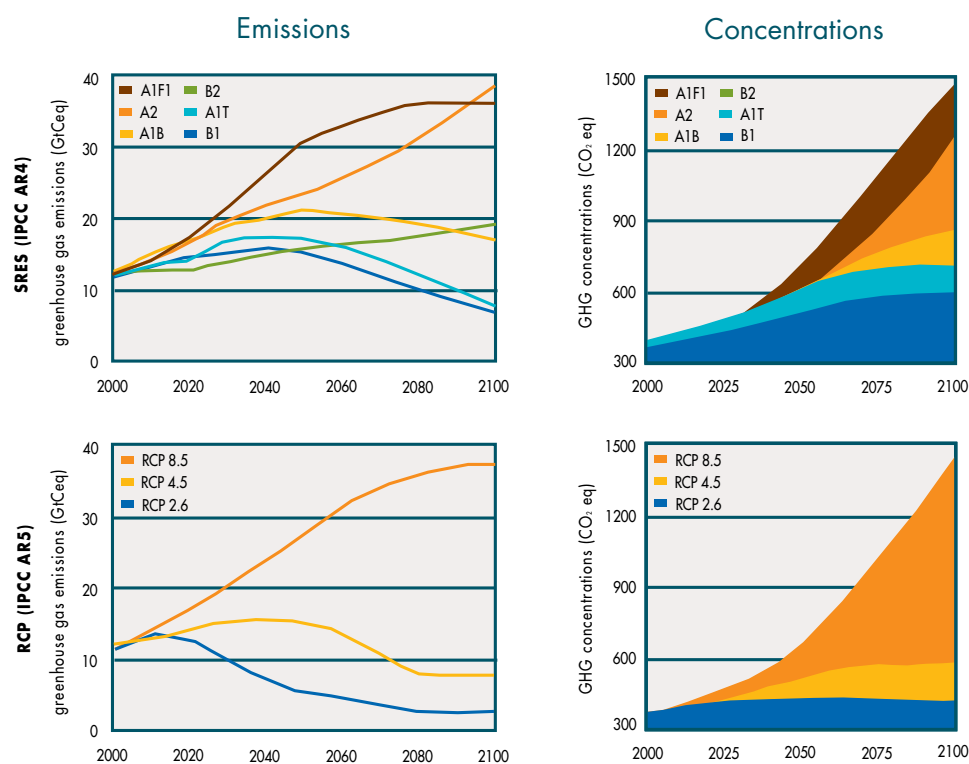 Emissions
Concentrations
SRES (IPCC AR4)
greenhouse gas emissions (GtCeq)
40
30
20
10
0
A1F1
B2
A2
A1T
A1B
B1
2000
2020
2040
2060
2080
2100
GHG concentrations (CO₂ eq)
1500
1200
900
600
300
A1F1
B2
A2
A1T
A1B
B1
2000
2025
2050
2075
2100
RCP (IPCC AR5)
greenhouse gas emissions (GtCeq)
40
30
20
10
0
RCP 8.5
RCP 4.5
RCP 2.6
2000
2020
2040
2060
2080
2100
GHG concentrations (CO₂ eq)
1500
1200
900
600
300
RCP 8.5
RCP 4.5
RCP 2.6
2000
2025
2050
2075
2100